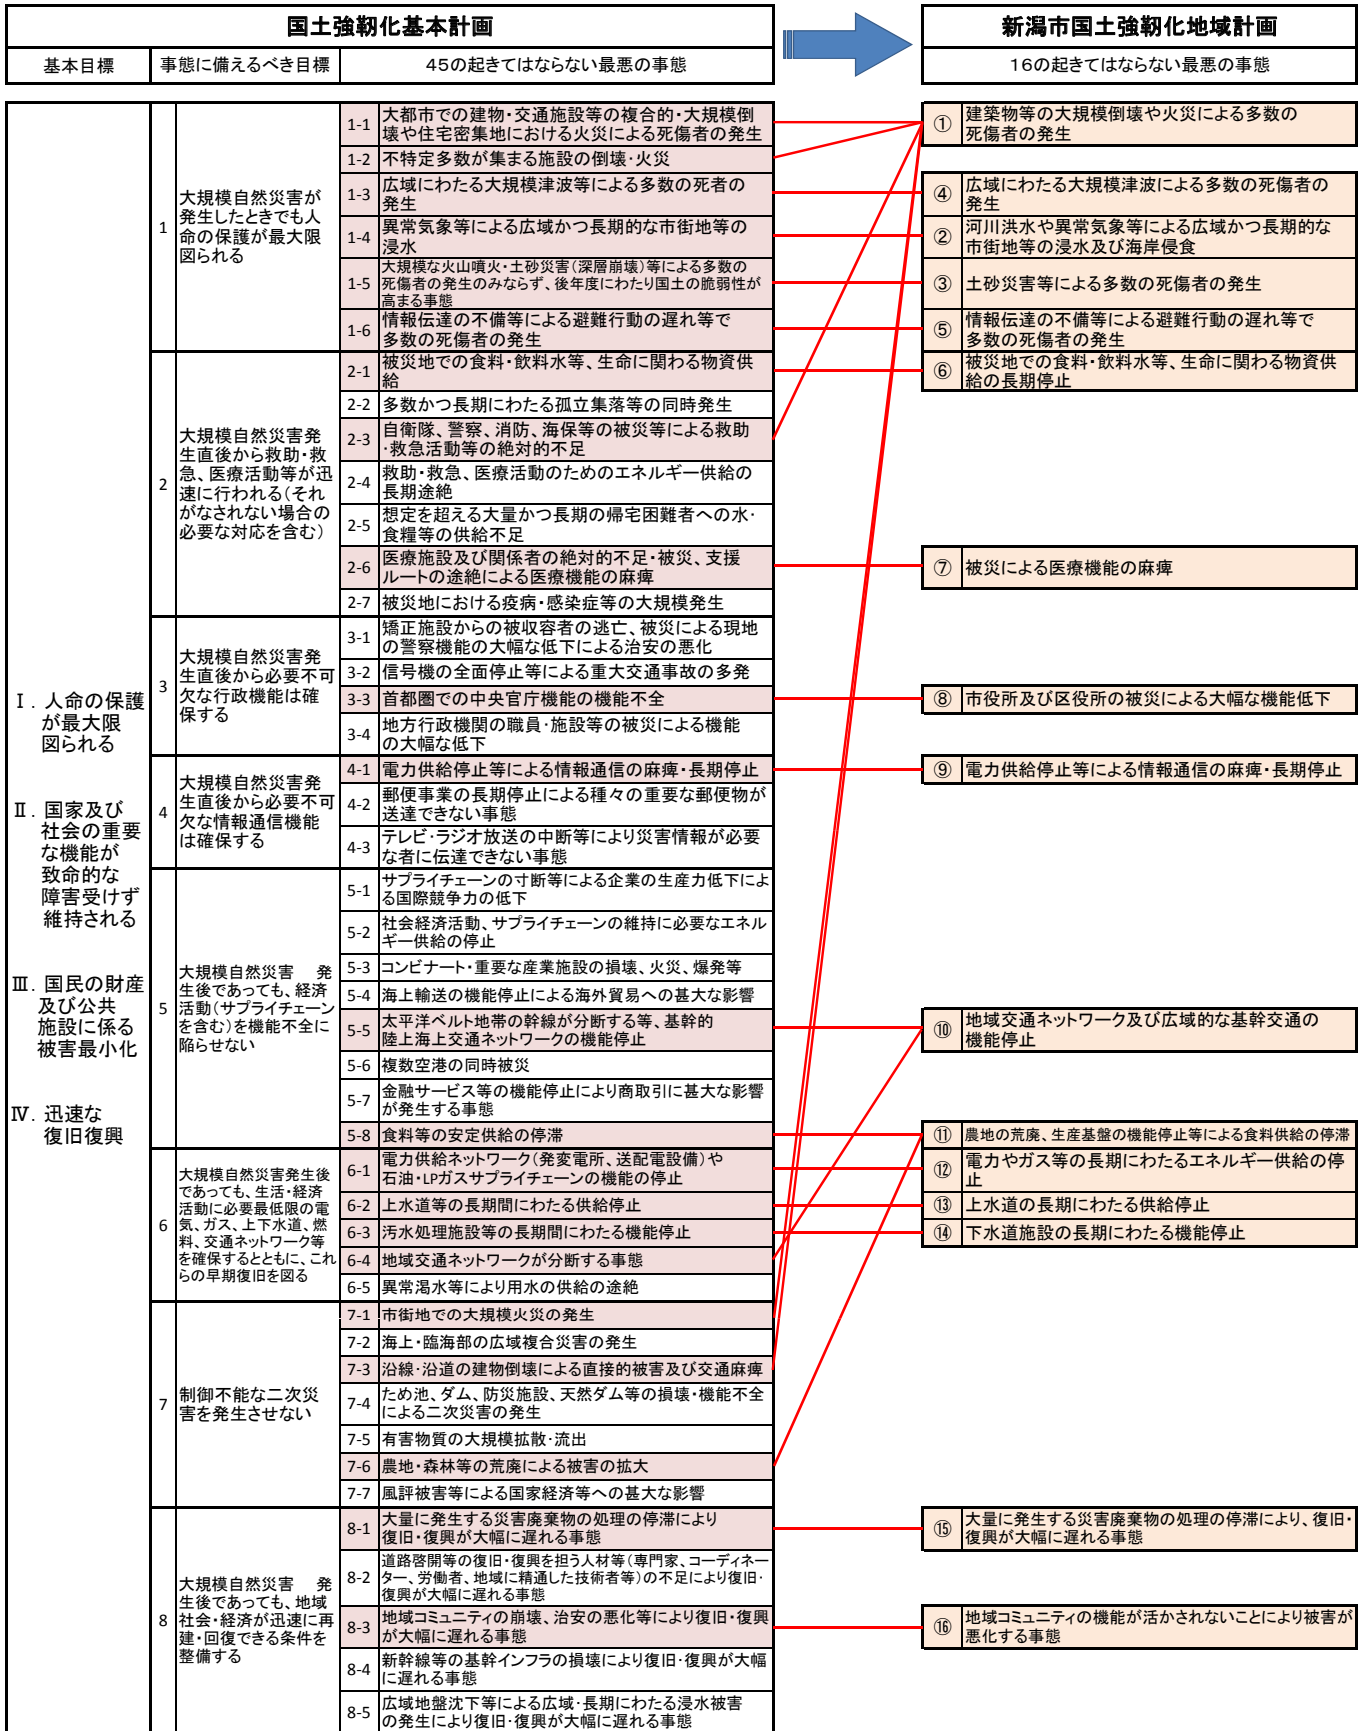 国土強靭化基本計画
新潟市国土強靭化地域計画
基本目標
事態に備えるべき目標
45の起きてはならない最悪の事態
16の起きてはならない最悪の事態
Ⅰ．人命の保護
が最大限
図られる
Ⅱ．国家及び
社会の重要
な機能が
致命的な
障害受けず
維持される
Ⅲ．国民の財産
及び公共
施設に係る
被害最小化
Ⅳ．迅速な
復旧復興
1
大規模自然災害が
発生したときでも人
命の保護が最大限
図られる
1-1
大都市での建物・交通施設等の複合的・大規模倒
壊や住宅密集地における火災による死傷者の発生
1-2
不特定多数が集まる施設の倒壊・火災
1-3
広域にわたる大規模津波等による多数の死者の
発生
1-4
異常気象等による広域かつ長期的な市街地等の
浸水
1-5
大規模な火山噴火・土砂災害（深層崩壊）等による多数の
死傷者の発生のみならず、後年度にわたり国土の脆弱性が
高まる事態
1-6
情報伝達の不備等による避難行動の遅れ等で
多数の死傷者の発生
2
大規模自然災害発
生直後から救助・救
急、医療活動等が迅
速に行われる（それ
がなされない場合の
必要な対応を含む）
2-1
被災地での食料・飲料水等、生命に関わる物資供
給
2-2
多数かつ長期にわたる孤立集落等の同時発生
2-3
自衛隊、警察、消防、海保等の被災等による救助
・救急活動等の絶対的不足
2-4
救助・救急、医療活動のためのエネルギー供給の
長期途絶
2-5
想定を超える大量かつ長期の帰宅困難者への水・
食糧等の供給不足
2-6
医療施設及び関係者の絶対的不足・被災、支援
ルートの途絶による医療機能の麻痺
2-7
被災地における疫病・感染症等の大規模発生
3
大規模自然災害発
生直後から必要不可
欠な行政機能は確
保する
3-1
矯正施設からの被収容者の逃亡、被災による現地
の警察機能の大幅な低下による治安の悪化
3-2
信号機の全面停止等による重大交通事故の多発
3-3
首都圏での中央官庁機能の機能不全
3-4
地方行政機関の職員・施設等の被災による機能
の大幅な低下
4
大規模自然災害発
生直後から必要不可
欠な情報通信機能
は確保する
4-1
電力供給停止等による情報通信の麻痺・長期停止
4-2
郵便事業の長期停止による種々の重要な郵便物が
送達できない事態
4-3
テレビ・ラジオ放送の中断等により災害情報が必要
な者に伝達できない事態
5
大規模自然災害　発
生後であっても、経済
活動（サプライチェーン
を含む）を機能不全に
陥らせない
5-1
サプライチェーンの寸断等による企業の生産力低下によ
る国際競争力の低下
5-2
社会経済活動、サプライチェーンの維持に必要なエネル
ギー供給の停止
5-3
コンビナート・重要な産業施設の損壊、火災、爆発等
5-4
海上輸送の機能停止による海外貿易への甚大な影響
5-5
太平洋ベルト地帯の幹線が分断する等、基幹的
陸上海上交通ネットワークの機能停止
5-6
複数空港の同時被災
5-7
金融サービス等の機能停止により商取引に甚大な影響
が発生する事態
5-8
食料等の安定供給の停滞
6
大規模自然災害発生後
であっても、生活・経済
活動に必要最低限の電
気、ガス、上下水道、燃
料、交通ネットワーク等
を確保するとともに、これ
らの早期復旧を図る
6-1
電力供給ネットワーク（発変電所、送配電設備）や
石油・LPガスサプライチェーンの機能の停止
6-2
上水道等の長期間にわたる供給停止
6-3
汚水処理施設等の長期間にわたる機能停止
6-4
地域交通ネットワークが分断する事態
6-5
異常渇水等により用水の供給の途絶
7
制御不能な二次災
害を発生させない
7-1
市街地での大規模火災の発生
7-2
海上・臨海部の広域複合災害の発生
7-3
沿線・沿道の建物倒壊による直接的被害及び交通麻痺
7-4
ため池、ダム、防災施設、天然ダム等の損壊・機能不全
による二次災害の発生
7-5
有害物質の大規模拡散・流出
7-6
農地・森林等の荒廃による被害の拡大
7-7
風評被害等による国家経済等への甚大な影響
8
大規模自然災害　発
生後であっても、地域
社会・経済が迅速に再
建・回復できる条件を
整備する
8-1
大量に発生する災害廃棄物の処理の停滞により
復旧・復興が大幅に遅れる事態
8-2
道路啓開等の復旧・復興を担う人材等（専門家、コーディネー
ター、労働者、地域に精通した技術者等）の不足により復旧・
復興が大幅に遅れる事態
8-3
地域コミュニティの崩壊、治安の悪化等により復旧・復興
が大幅に遅れる事態
8-4
新幹線等の基幹インフラの損壊により復旧・復興が大幅
に遅れる事態
8-5
広域地盤沈下等による広域・長期にわたる浸水被害
の発生により復旧・復興が大幅に遅れる事態
①
建築物等の大規模倒壊や火災による多数の
死傷者の発生
④
広域にわたる大規模津波による多数の死傷者の
発生
②
河川洪水や異常気象等による広域かつ長期的な
市街地等の浸水及び海岸侵食
③
土砂災害等による多数の死傷者の発生
⑤
情報伝達の不備等による避難行動の遅れ等で
多数の死傷者の発生
⑥
被災地での食料・飲料水等、生命に関わる物資供
給の長期停止
⑦
被災による医療機能の麻痺
⑧
市役所及び区役所の被災による大幅な機能低下
⑨
電力供給停止等による情報通信の麻痺・長期停止
⑩
地域交通ネットワーク及び広域的な基幹交通の
機能停止
⑪
農地の荒廃、生産基盤の機能停止等による食料供給の停滞
⑫
電力やガス等の長期にわたるエネルギー供給の停
止
⑬
上水道の長期にわたる供給停止
⑭
下水道施設の長期にわたる機能停止
⑮
大量に発生する災害廃棄物の処理の停滞により、復旧・
復興が大幅に遅れる事態
⑯
地域コミュニティの機能が活かされないことにより被害が
悪化する事態